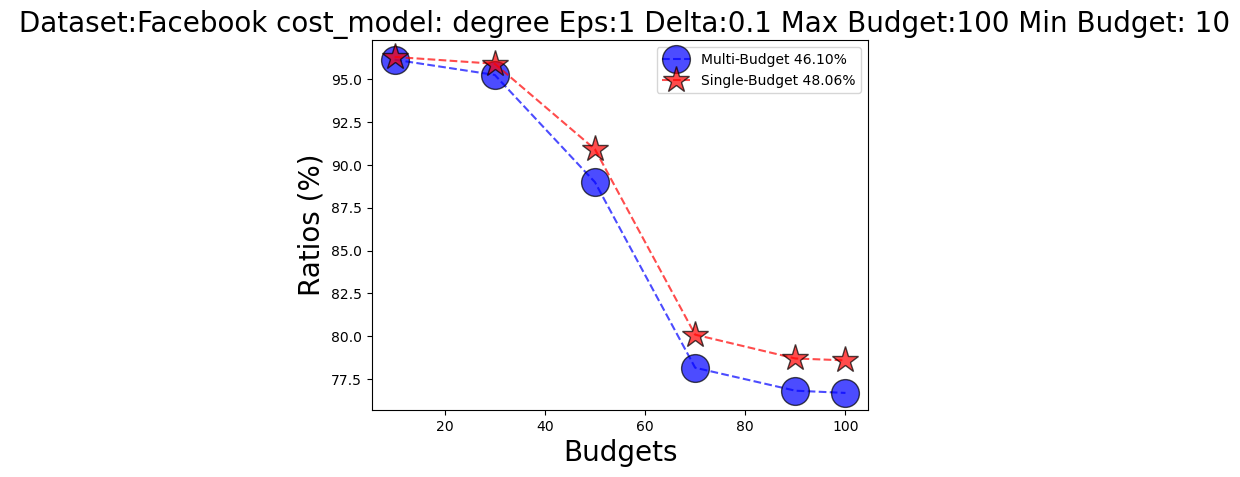 Dataset:Facebook cost_model: degree Eps:1 Delta:0.1 Max Budget:100 Min Budget: 10
Multi-Budget 46.10%
Single-Budget 48.06%
Ratios (%)
95.0
92.5
90.0
87.5
85.0
82.5
80.0
77.5
20 40 60 80 100
Budgets